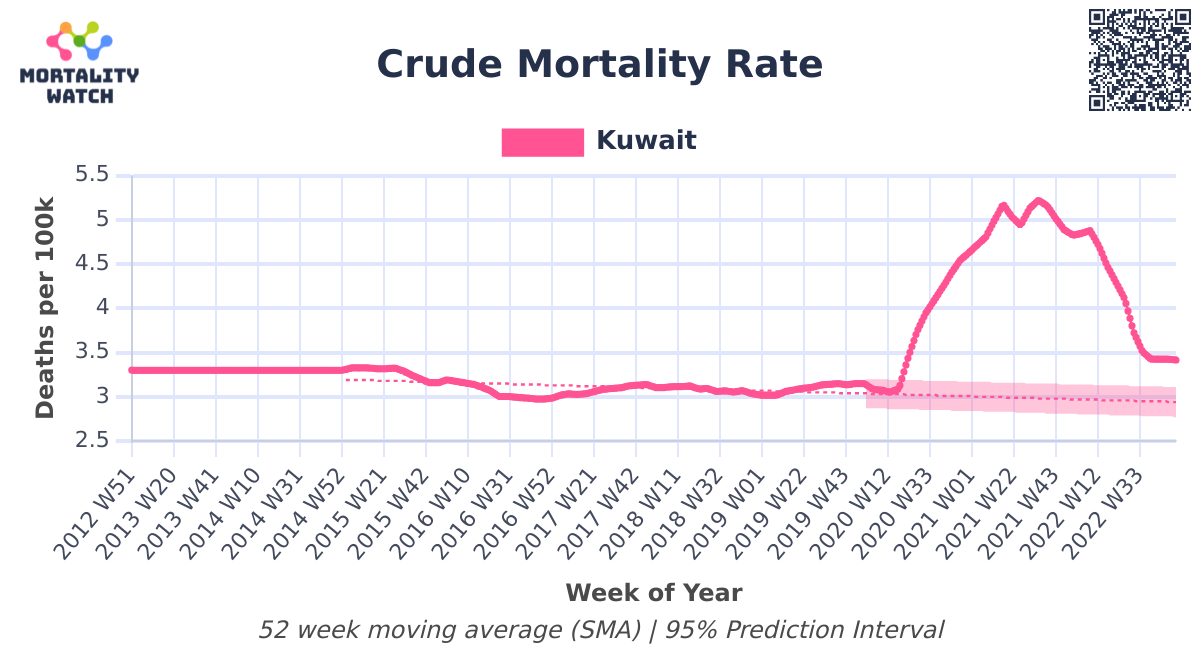 MORTALITY
WATCH
Crude Mortality Rate
Kuwait
Deaths per 100k
5.5
5
4.5
4
3.5
3
2.5
2012 W51
2013 W20
2013 W41
2014 W10
2014 W31
2014 W52
2015 W21
2015 W42
2016 W10
2016 W31
2016 W52
2017 W21
2017 W42
2018 W11
2018 W32
2019 W01
2019 W22
2019 W43
2020 W12
2020 W33
2021 W01
2021 W22
2021 W43
2022 W12
2022 W33
Week of Year
52 week moving average (SMA) | 95% Prediction Interval